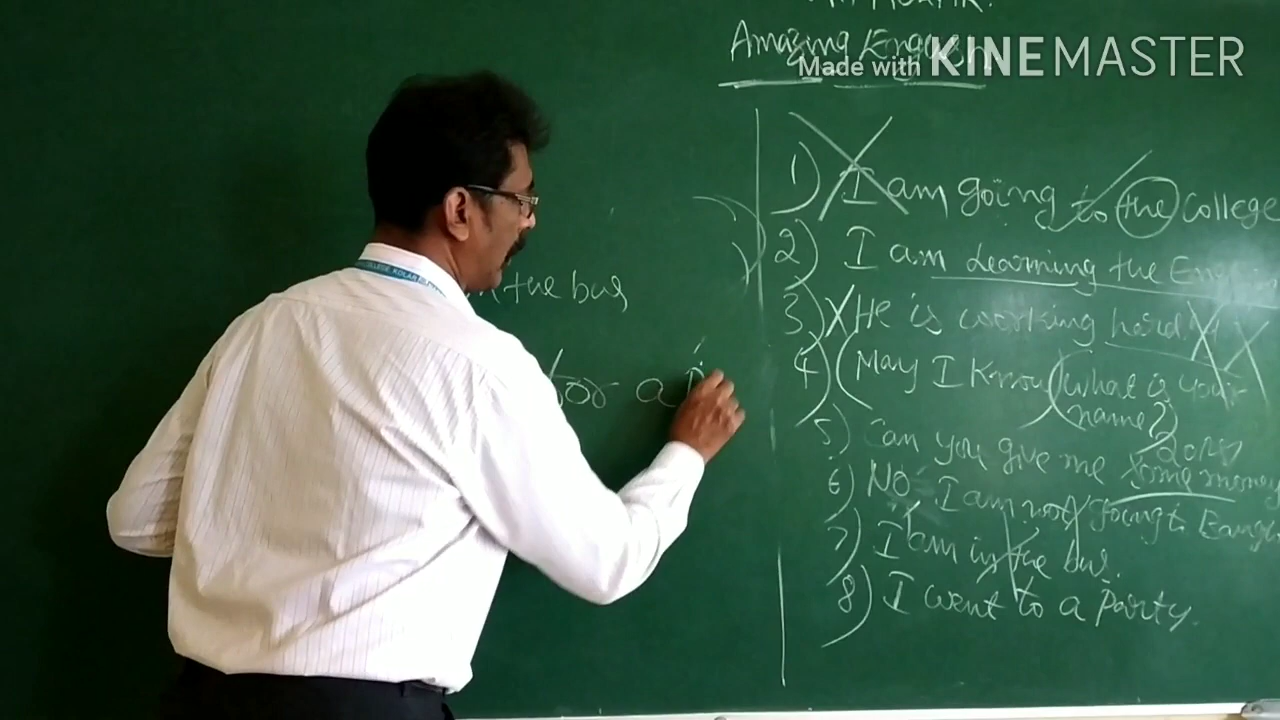 Amazing English
Made with KINEMASTER
1) I am going to the College
2) I am Learning the
3) He is working hard
4) May I Know what is your
name?
5) Can you give me some money
6) No I am not going to
7) I am in the bus.
8) I went to a Party.
COLLEGE KOLAR
the bus
for a